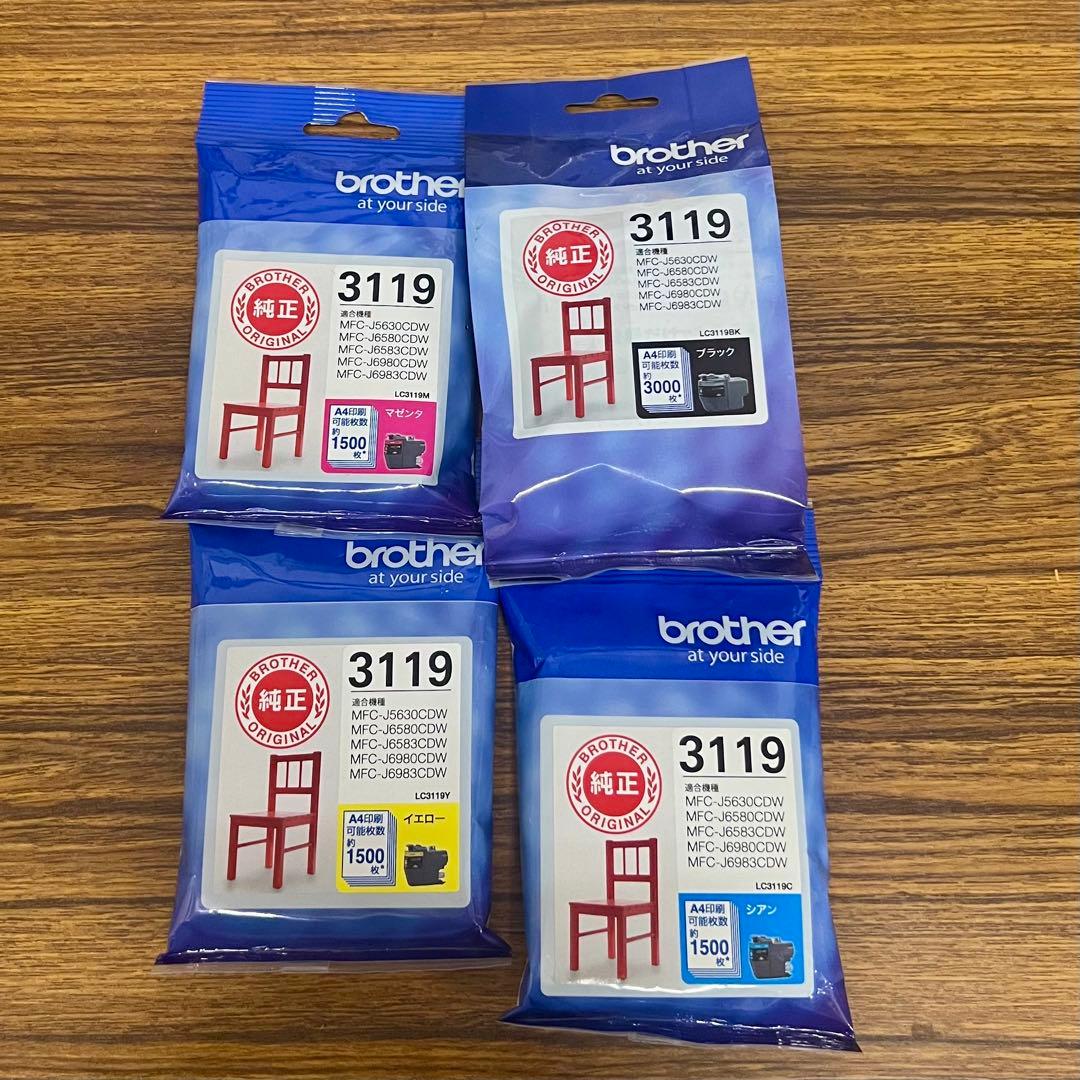 brother
at your side
BROTHER
純正
ORIGINAL
3119
適合機種
MFC-J5630CDW
MFC-J6580CDW
MFC-J6583CDW
MFC-J6980CDW
MFC-J6983CDW
LC3119M
A4印刷
可能枚数
約
1500
枚*
マゼンタ
brother
at your side
BROTHER
純正
ORIGINAL
3119
適合機種
MFC-J5630CDW
MFC-J6580CDW
MFC-J6583CDW
MFC-J6980CDW
MFC-J6983CDW
LC3119BK
A4印刷
可能枚数
約
3000
枚*
ブラック
brother
at your side
BROTHER
純正
ORIGINAL
3119
適合機種
MFC-J5630CDW
MFC-J6580CDW
MFC-J6583CDW
MFC-J6980CDW
MFC-J6983CDW
LC3119Y
A4印刷
可能枚数
約
1500
枚*
イエロー
brother
at your side
BROTHER
純正
ORIGINAL
3119
適合機種
MFC-J5630CDW
MFC-J6580CDW
MFC-J6583CDW
MFC-J6980CDW
MFC-J6983CDW
LC3119C
A4印刷
可能枚数
約
1500
枚*
シアン